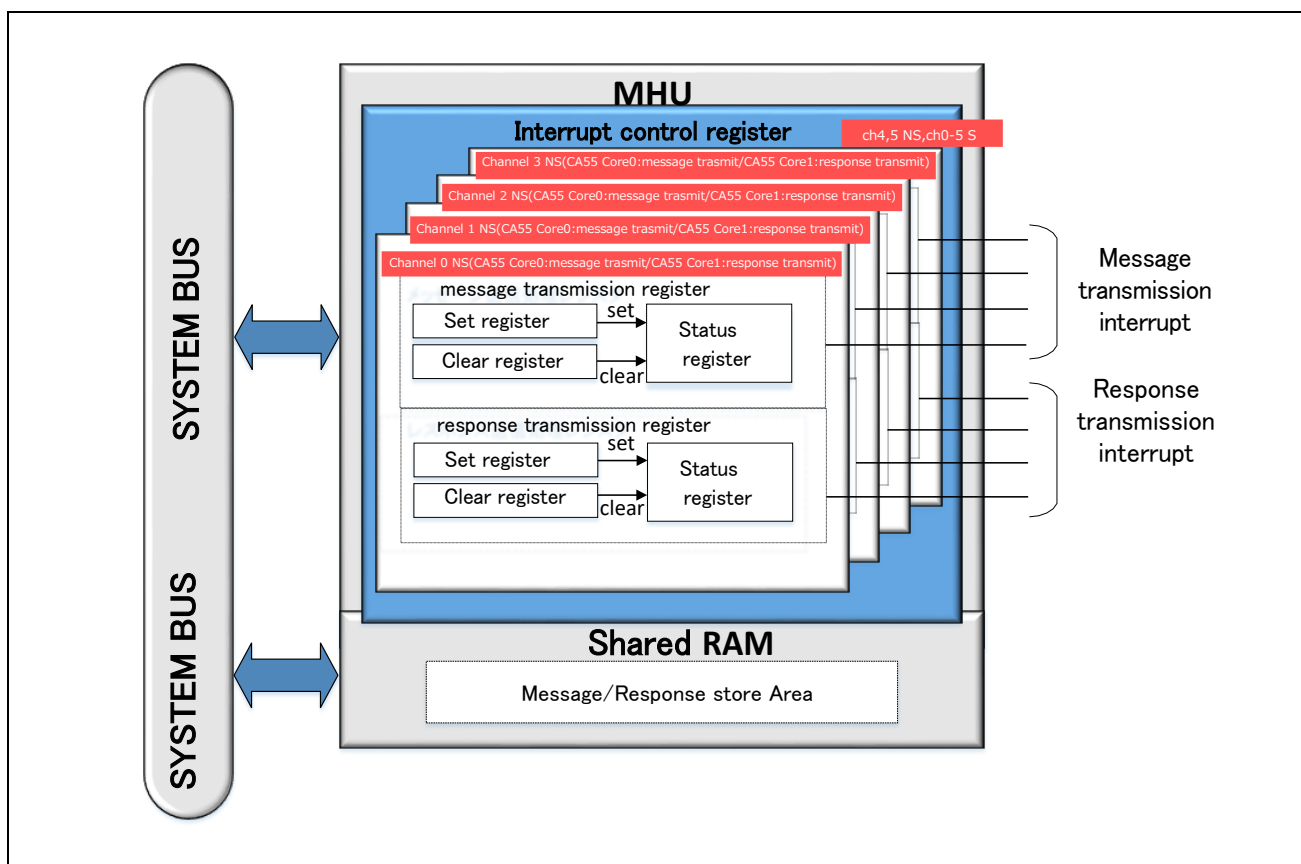 SYSTEM BUS
SYSTEM BUS
MHU
Interrupt control register
ch4,5 NS,ch0-5 S
Channel 3 NS(CA55 Core0:message trasmit/CA55 Core1:response transmit)
Channel 2 NS(CA55 Core0:message trasmit/CA55 Core1:response transmit)
Channel 1 NS(CA55 Core0:message trasmit/CA55 Core1:response transmit)
Channel 0 NS(CA55 Core0:message trasmit/CA55 Core1:response transmit)
message transmission register
Set register
set
Clear register
clear
Status
register
response transmission register
Set register
set
Clear register
clear
Status
register
Message
transmission
interrupt
Response
transmission
interrupt
Shared RAM
Message/Response store Area